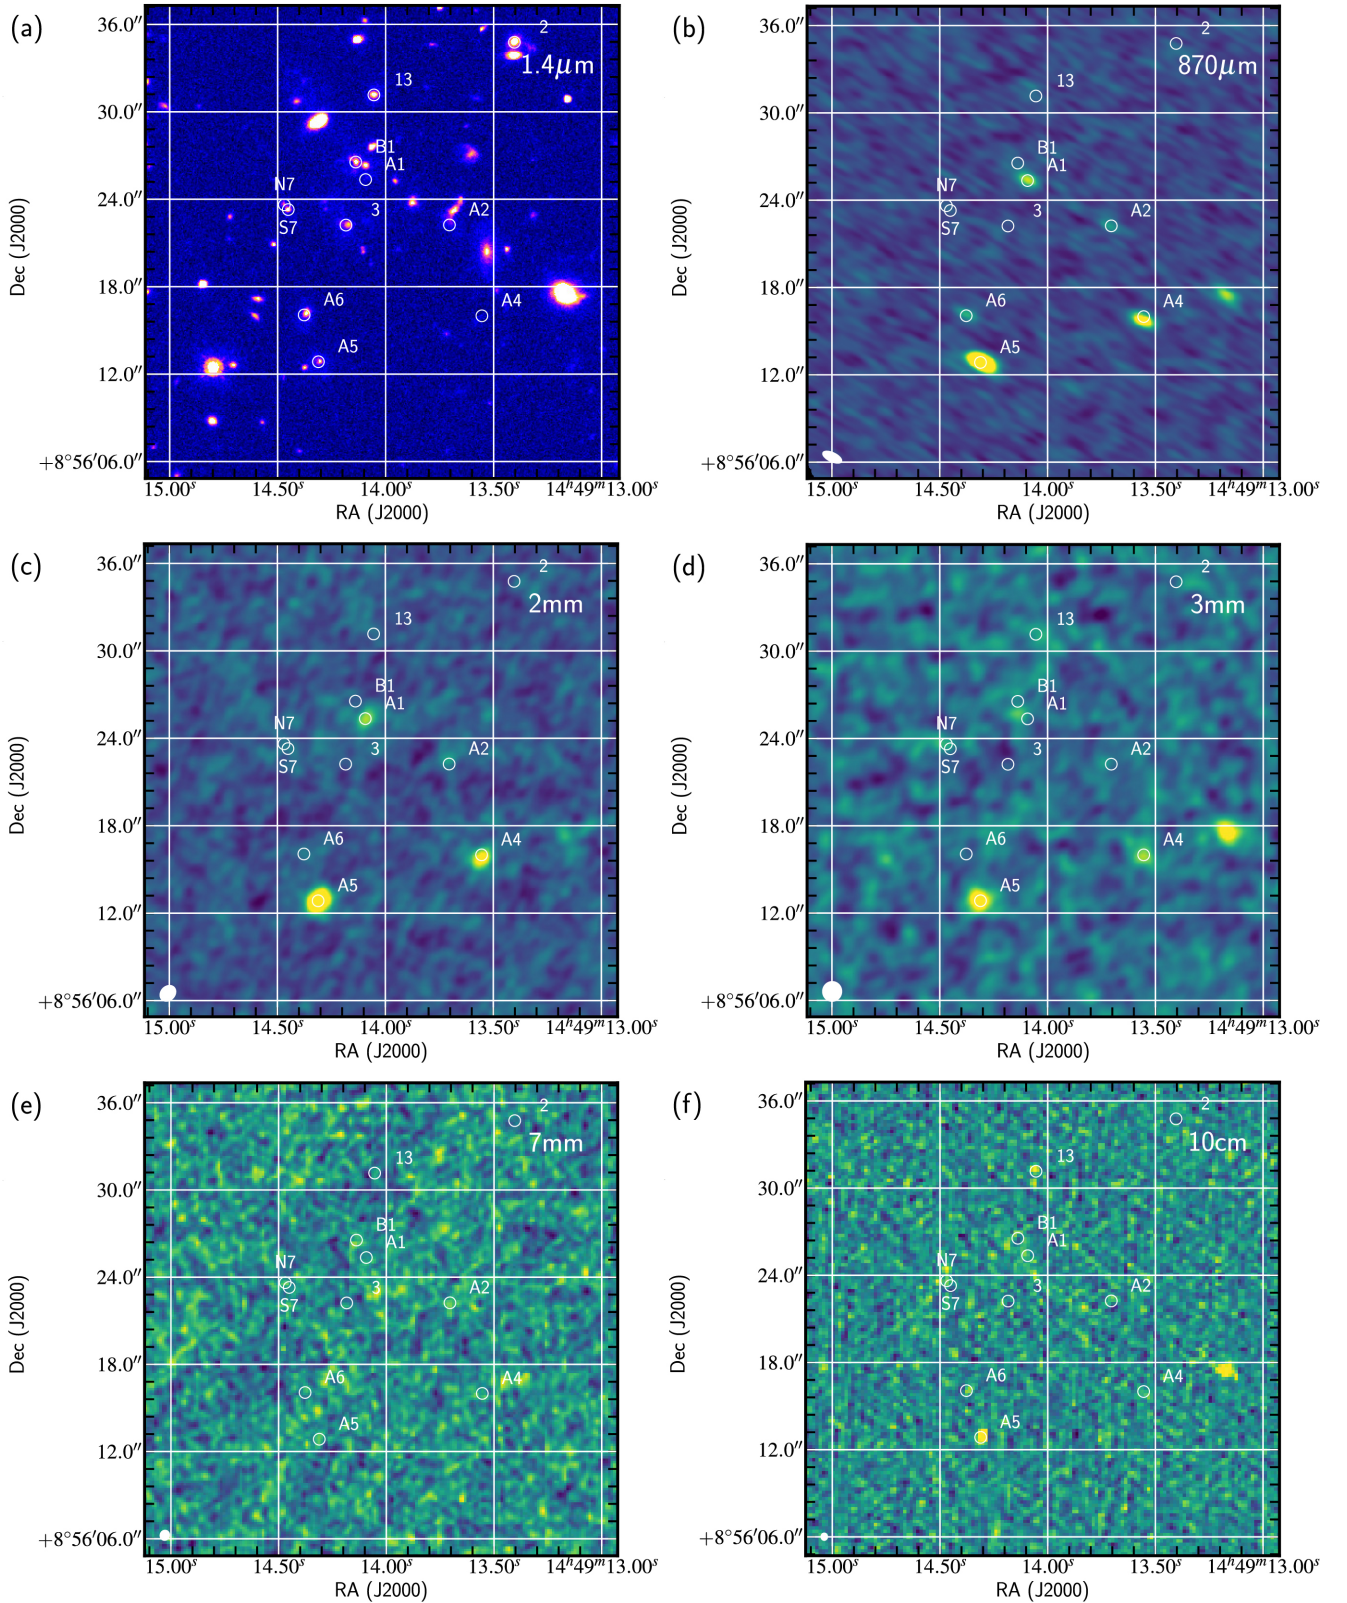 (a)
36.0″
30.0″
24.0″
18.0″
12.0″
+8°56′06.0″
Dec (J2000)
2
1.4μm
13
B1
A1
N7
S7
3
A2
A6
A4
A5
15.00ˢ 14.50ˢ 14.00ˢ 13.50ˢ 14ʰ49ᵐ13.00ˢ
RA (J2000)
(b)
36.0″
30.0″
24.0″
18.0″
12.0″
+8°56′06.0″
Dec (J2000)
2
870μm
13
B1
A1
N7
S7
3
A2
A6
A4
A5
15.00ˢ 14.50ˢ 14.00ˢ 13.50ˢ 14ʰ49ᵐ13.00ˢ
RA (J2000)
(c)
36.0″
30.0″
24.0″
18.0″
12.0″
+8°56′06.0″
Dec (J2000)
2
2mm
13
B1
A1
N7
S7
3
A2
A6
A4
A5
15.00ˢ 14.50ˢ 14.00ˢ 13.50ˢ 14ʰ49ᵐ13.00ˢ
RA (J2000)
(d)
36.0″
30.0″
24.0″
18.0″
12.0″
+8°56′06.0″
Dec (J2000)
2
3mm
13
B1
A1
N7
S7
3
A2
A6
A4
A5
15.00ˢ 14.50ˢ 14.00ˢ 13.50ˢ 14ʰ49ᵐ13.00ˢ
RA (J2000)
(e)
36.0″
30.0″
24.0″
18.0″
12.0″
+8°56′06.0″
Dec (J2000)
2
7mm
13
B1
A1
N7
S7
3
A2
A6
A4
A5
15.00ˢ 14.50ˢ 14.00ˢ 13.50ˢ 14ʰ49ᵐ13.00ˢ
RA (J2000)
(f)
36.0″
30.0″
24.0″
18.0″
12.0″
+8°56′06.0″
Dec (J2000)
2
10cm
13
B1
A1
N7
S7
3
A2
A6
A4
A5
15.00ˢ 14.50ˢ 14.00ˢ 13.50ˢ 14ʰ49ᵐ13.00ˢ
RA (J2000)